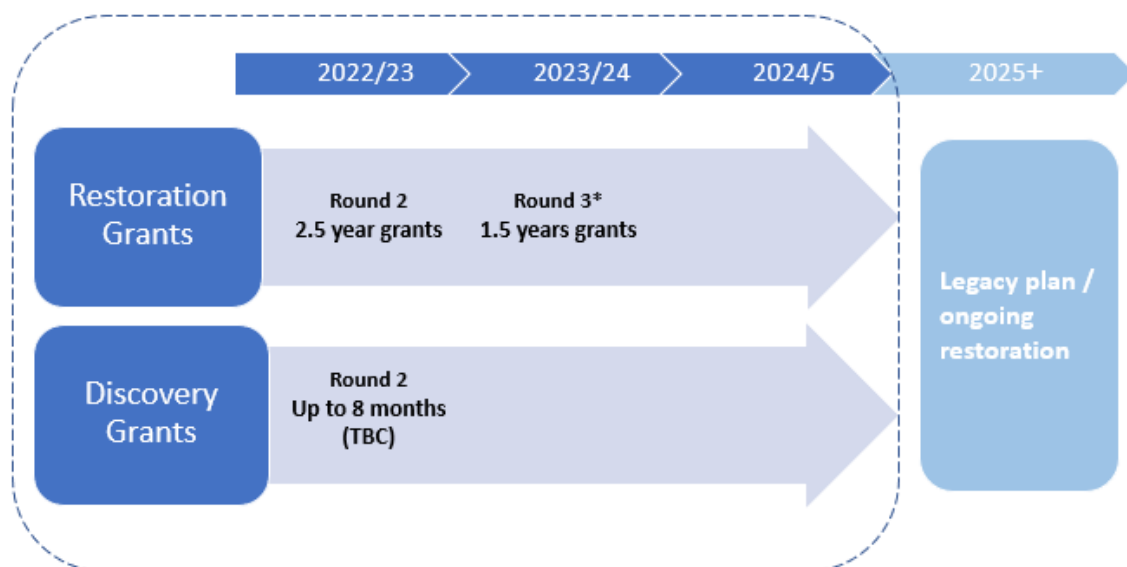 2022/23
2023/24
2024/5
2025+
Restoration
Grants
Round 2
2.5 year grants
Round 3*
1.5 years grants
Discovery
Grants
Round 2
Up to 8 months
(TBC)
Legacy plan /
ongoing
restoration